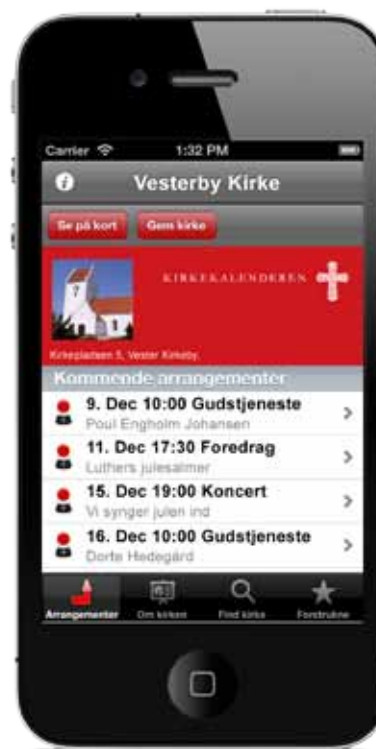 Carrier 1:32 PM
Vesterby Kirke
Se på kort Gem kirke
KIRKEKALENDEREN
Kirkepladsen 5, Vester Kirkeby.
Kommende arrangementer
9. Dec 10:00 Gudstjeneste
Poul Engholm Johansen
11. Dec 17:30 Foredrag
Luthers julesalmer
15. Dec 19:00 Koncert
Vi synger julen ind
16. Dec 10:00 Gudstjeneste
Dorte Hedegård
Arrangementer Om kirken Find kirke